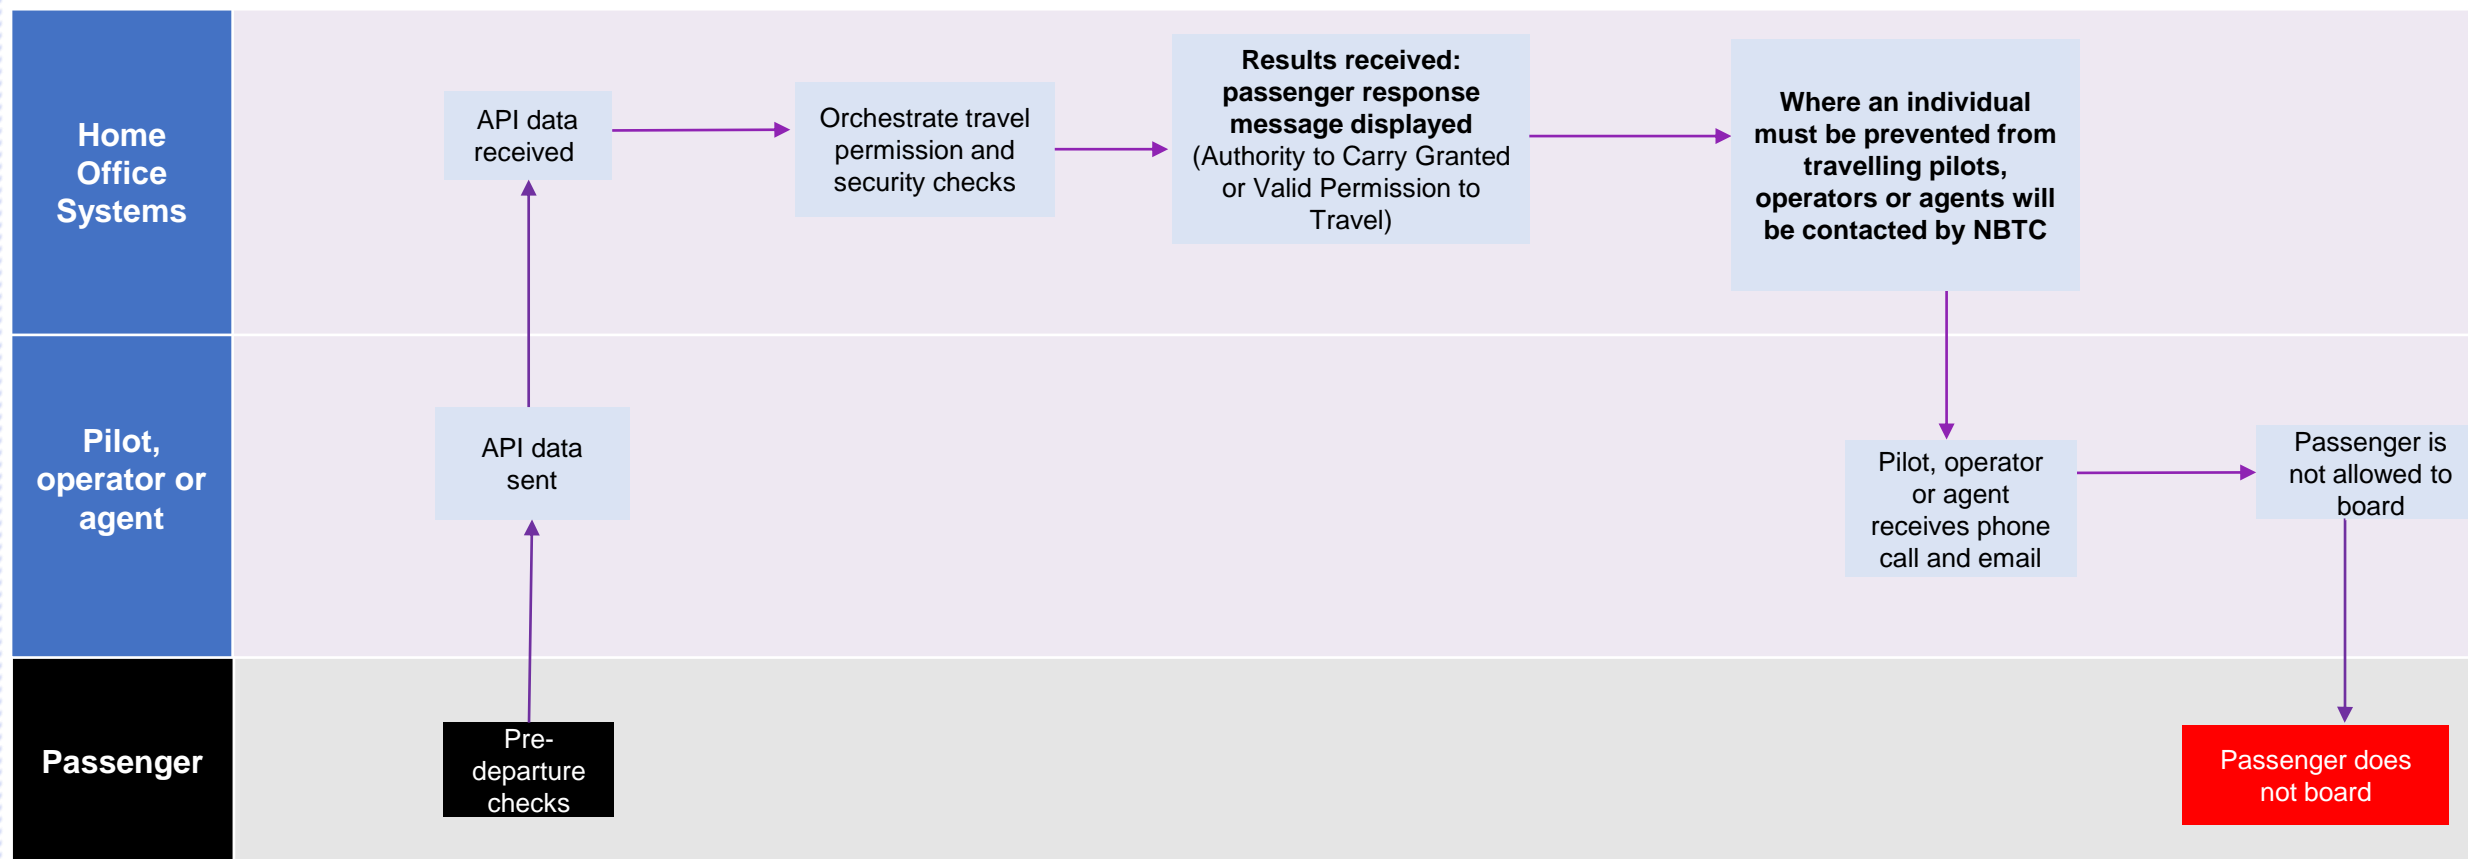 Home
Office
Systems
API data
received
Orchestrate travel
permission and
security checks
Results received:
passenger response
message displayed
(Authority to Carry Granted
or Valid Permission to
Travel)
Where an individual
must be prevented from
travelling pilots,
operators or agents will
be contacted by NBTC
Pilot,
operator or
agent
API data
sent
Pilot, operator
or agent
receives phone
call and email
Passenger is
not allowed to
board
Passenger
Pre-
departure
checks
Passenger does
not board